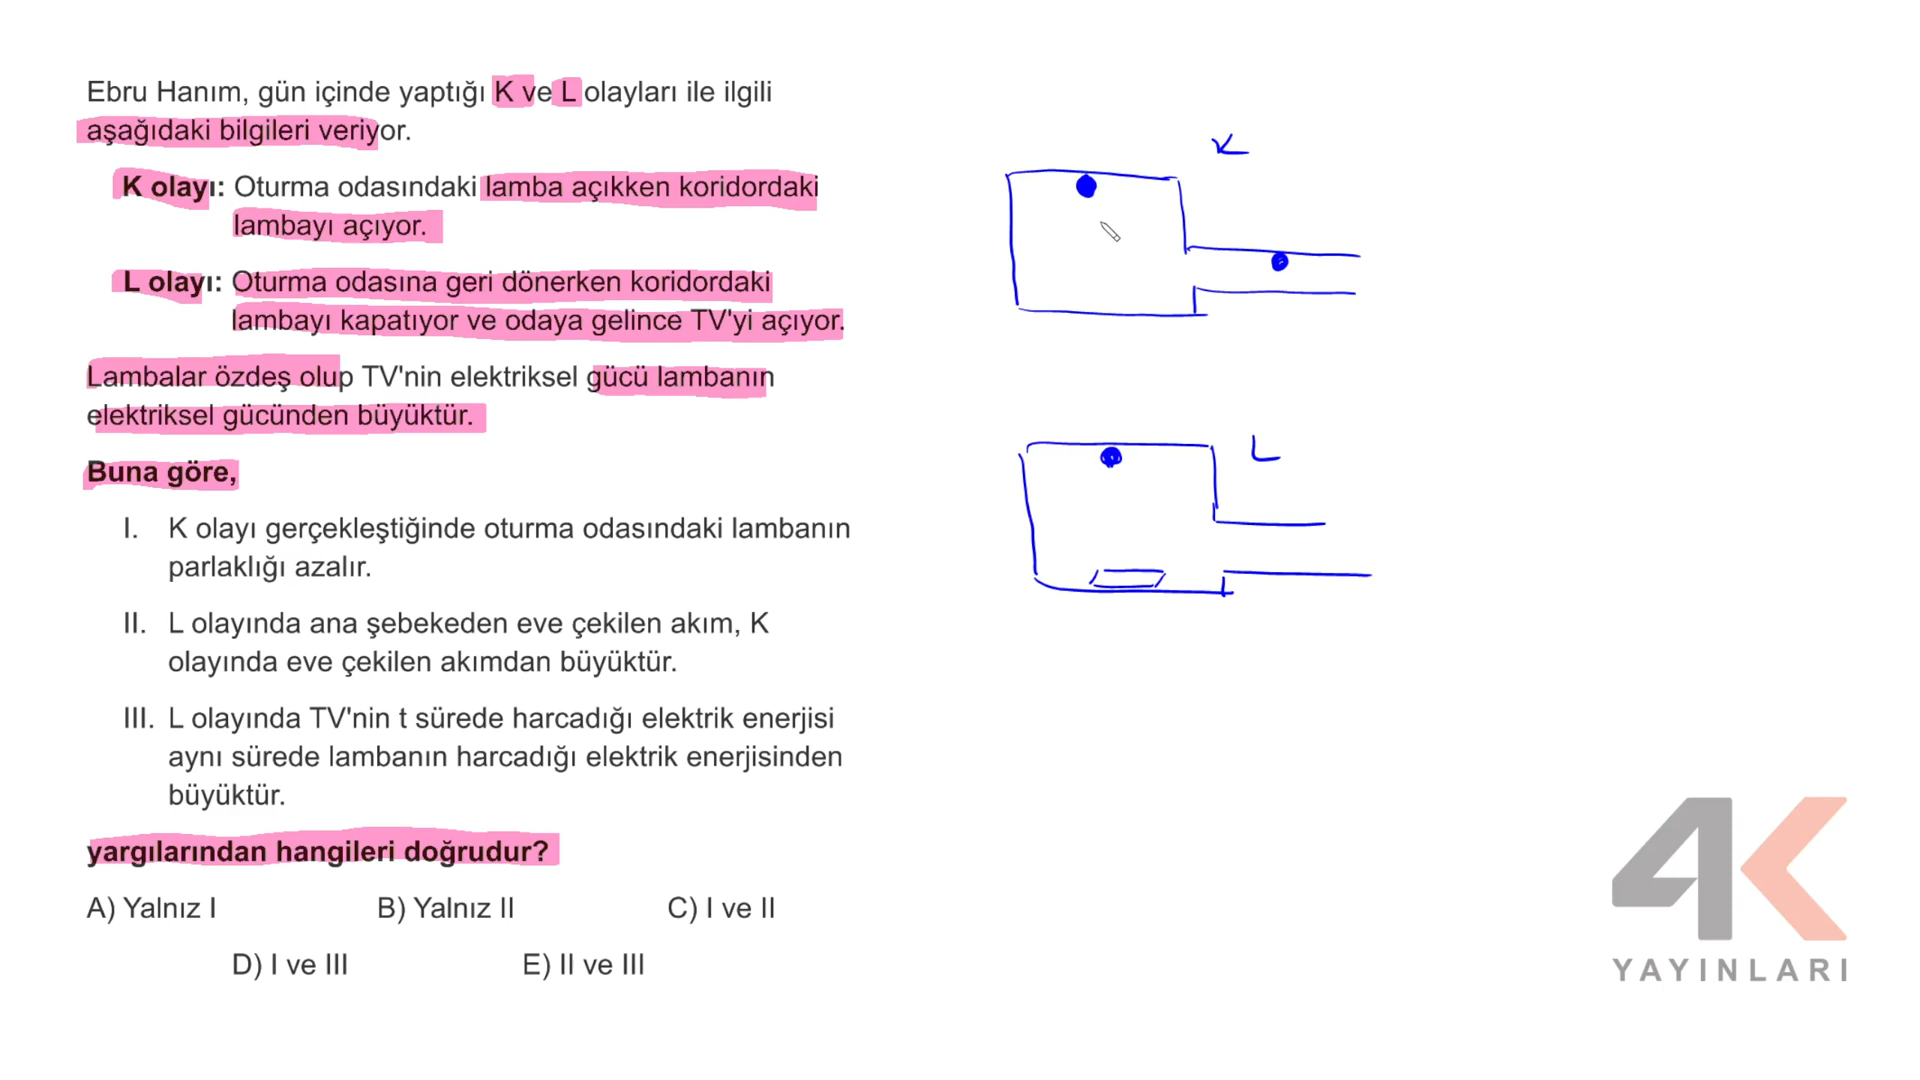 Ebru Hanım, gün içinde yaptığı K ve L olayları ile ilgili
aşağıdaki bilgileri veriyor.
K olayı: Oturma odasındaki lamba açıkken koridordaki
lambayı açıyor.
L olayı: Oturma odasına geri dönerken koridordaki
lambayı kapatıyor ve odaya gelince TV'yi açıyor.
Lambalar özdeş olup TV'nin elektriksel gücü lambanın
elektriksel gücünden büyüktür.
Buna göre,
I. K olayı gerçekleştiğinde oturma odasındaki lambanın
parlaklığı azalır.
II. L olayında ana şebekeden eve çekilen akım, K
olayında eve çekilen akımdan büyüktür.
III. L olayında TV'nin t sürede harcadığı elektrik enerjisi
aynı sürede lambanın harcadığı elektrik enerjisinden
büyüktür.
yargılarından hangileri doğrudur?
A) Yalnız I B) Yalnız II C) I ve II
D) I ve III E) II ve III
K
L
4K
YAYINLARI